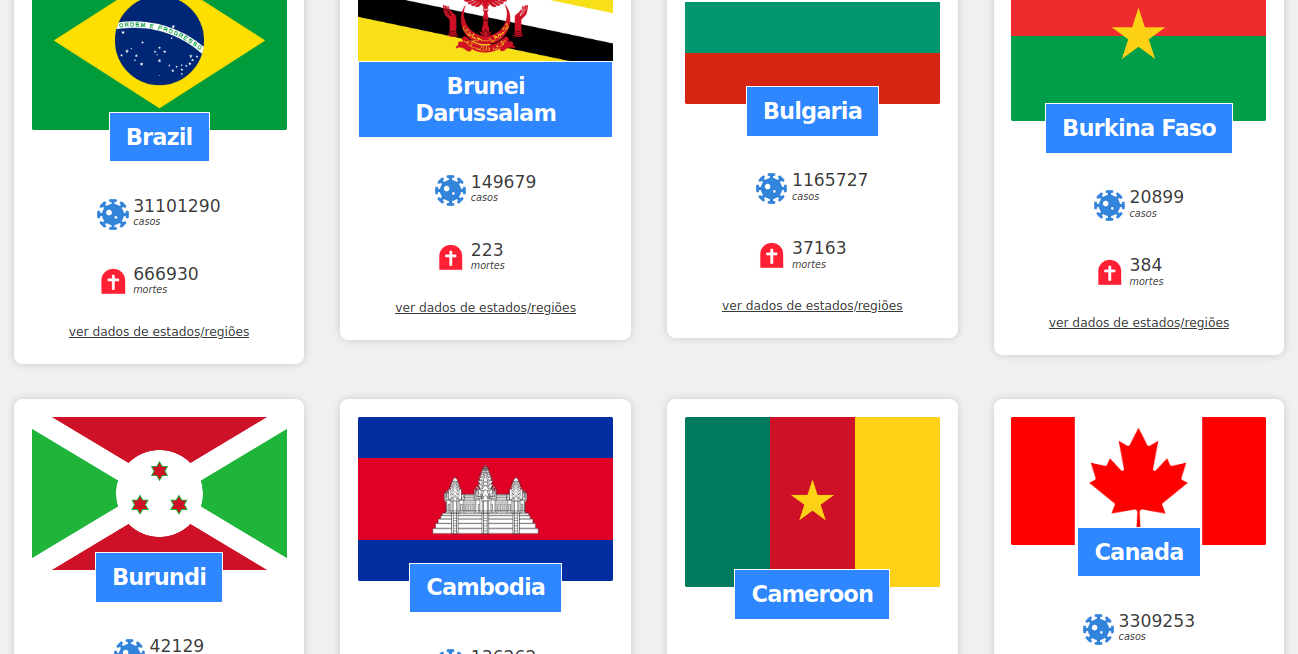 ORDEM E PROGRESSO
Brazil
31101290
casos
666930
mortes
ver dados de estados/regiões
Brunei
Darussalam
149679
casos
223
mortes
ver dados de estados/regiões
Bulgaria
1165727
casos
37163
mortes
ver dados de estados/regiões
Burkina Faso
20899
casos
384
mortes
ver dados de estados/regiões
Burundi
42129
Cambodia
Cameroon
Canada
3309253
casos